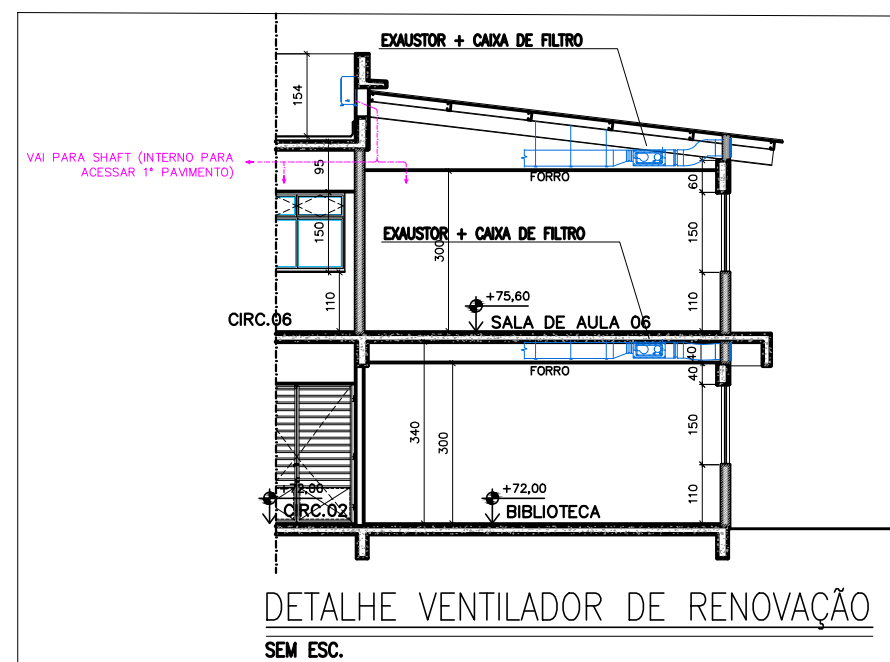 EXAUSTOR + CAIXA DE FILTRO
154
VAI PARA SHAFT (INTERNO PARA
ACESSAR 1° PAVIMENTO)
95
FORRO
60
150
150
EXAUSTOR + CAIXA DE FILTRO
300
110
110
+75,60
CIRC.06
SALA DE AULA 06
40
FORRO
40
150
340
300
110
+72,00
+72,00
CIRC.02
BIBLIOTECA
DETALHE VENTILADOR DE RENOVAÇÃO
SEM ESC.